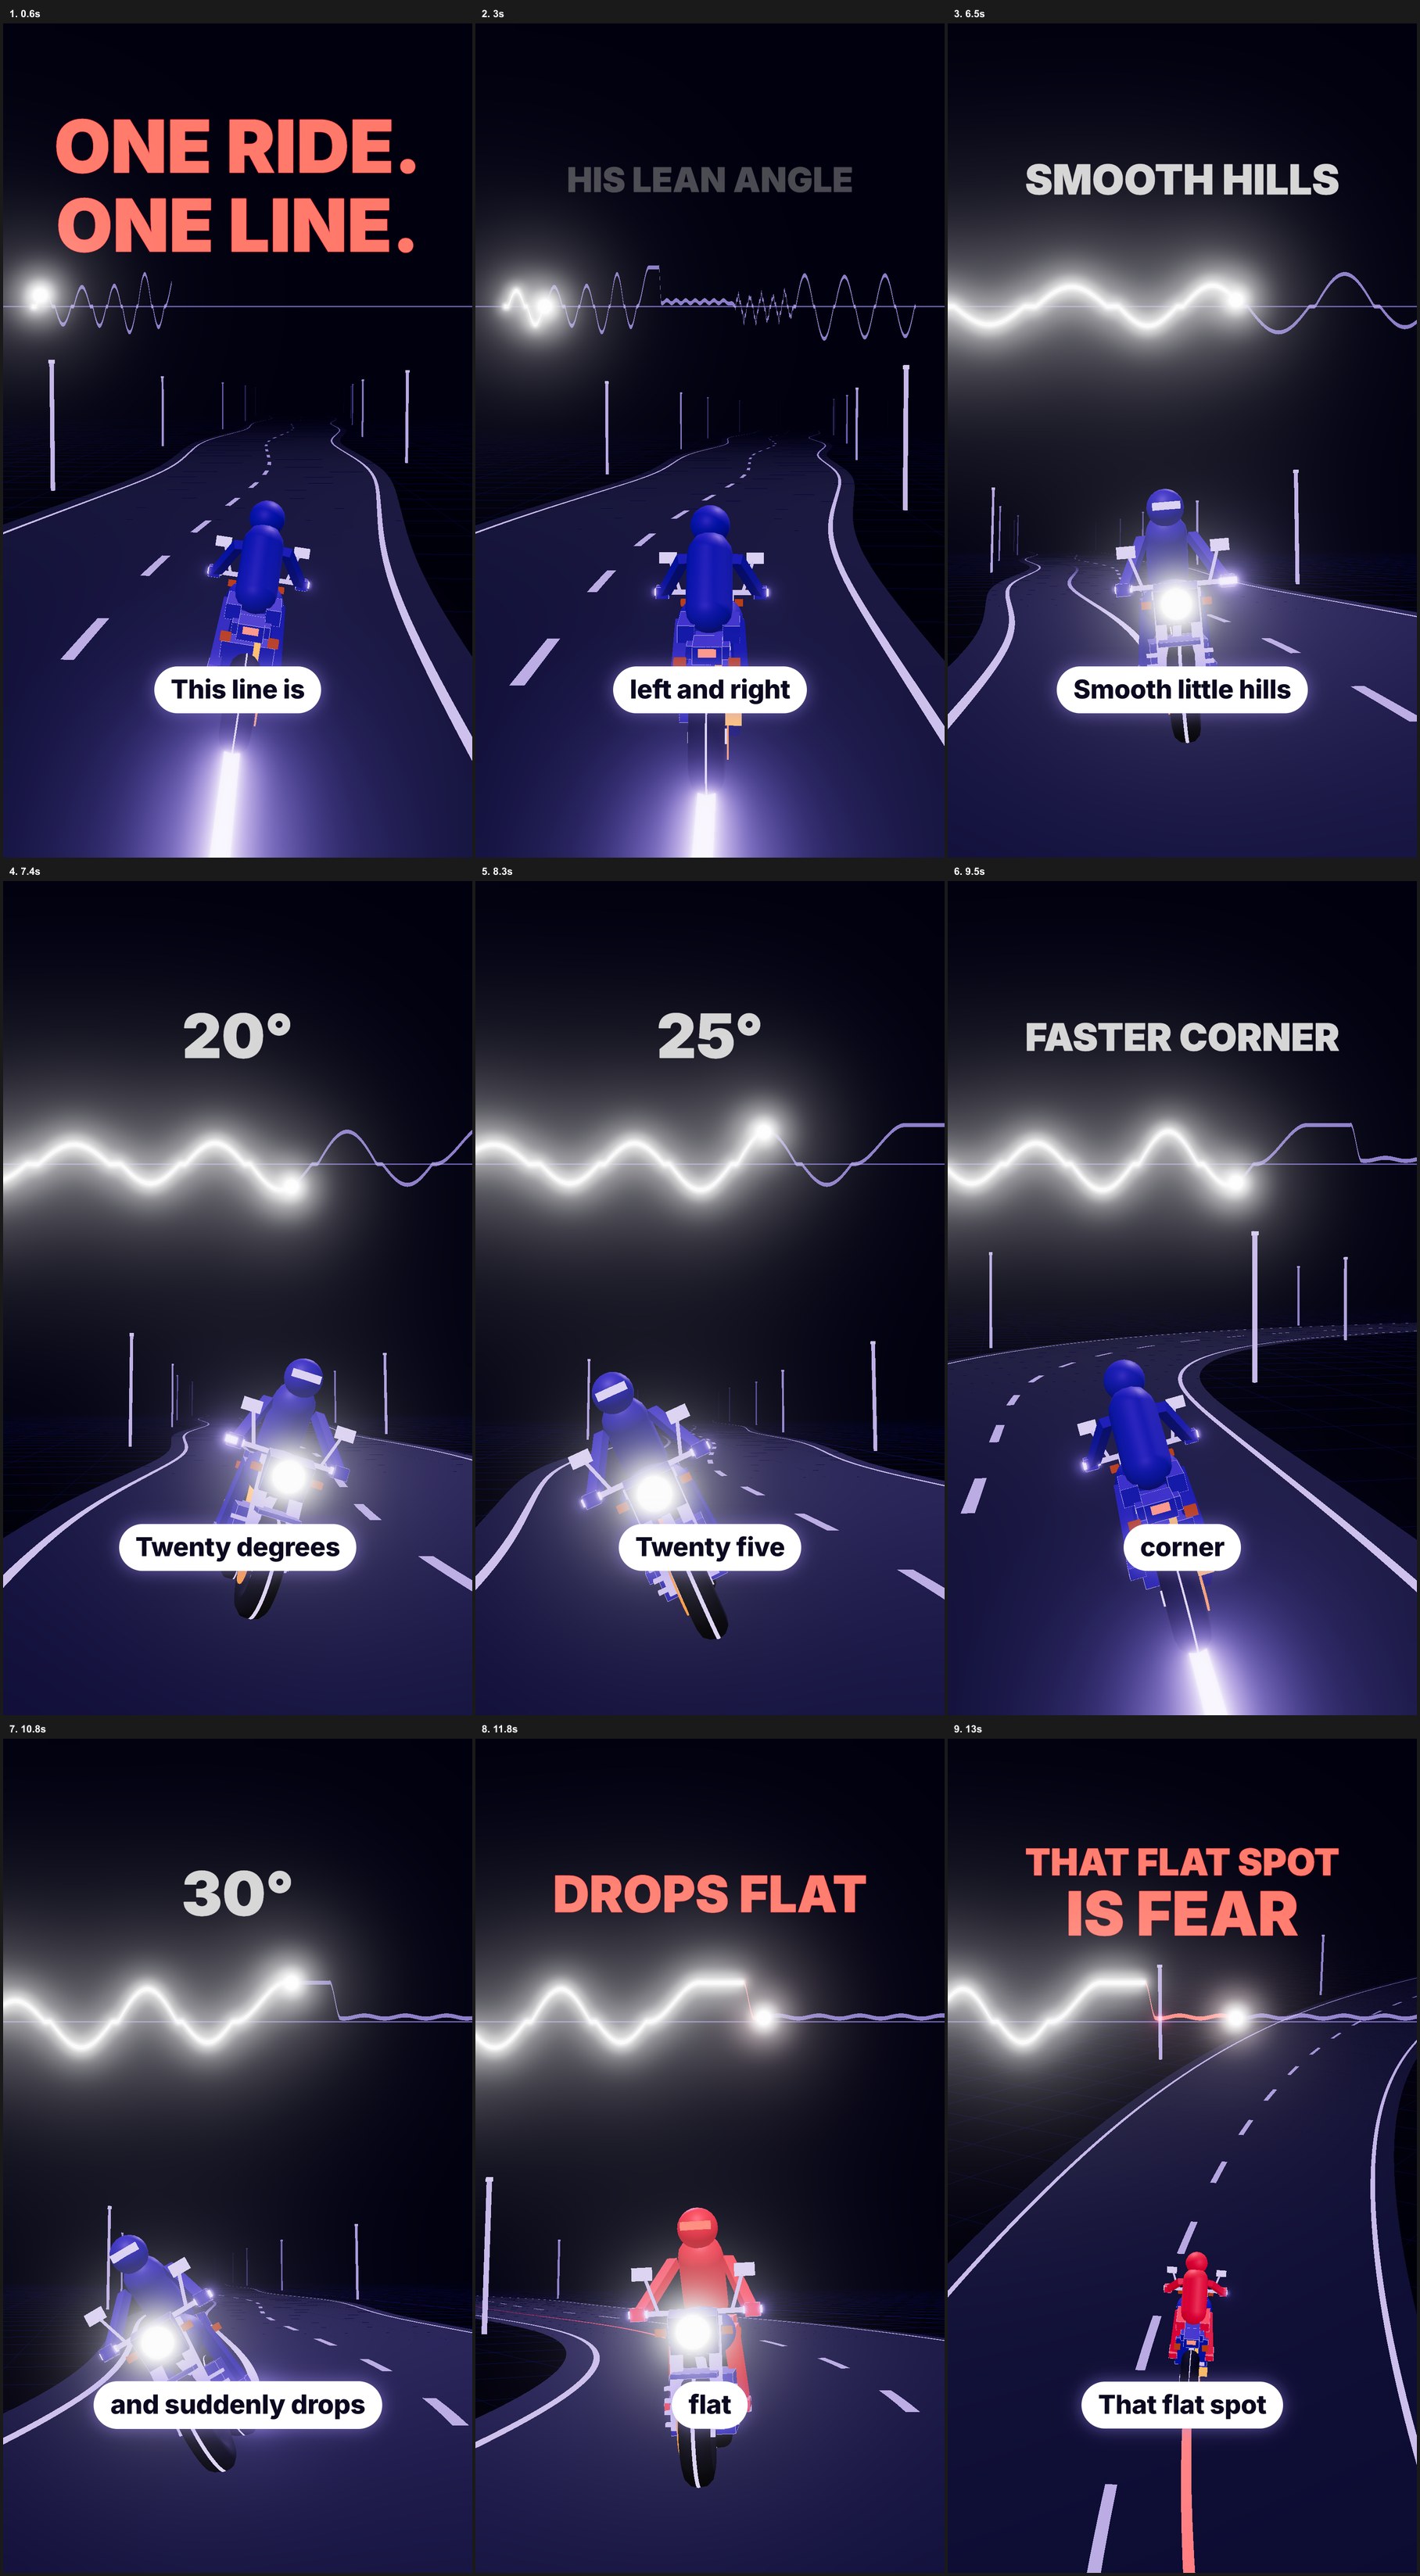 1. 0.6s
ONE RIDE.
ONE LINE.
This line is
2. 3s
HIS LEAN ANGLE
left and right
3. 6.5s
SMOOTH HILLS
Smooth little hills
4. 7.4s
20°
Twenty degrees
5. 8.3s
25°
Twenty five
6. 9.5s
FASTER CORNER
corner
7. 10.8s
30°
and suddenly drops
8. 11.8s
DROPS FLAT
flat
9. 13s
THAT FLAT SPOT
IS FEAR
That flat spot